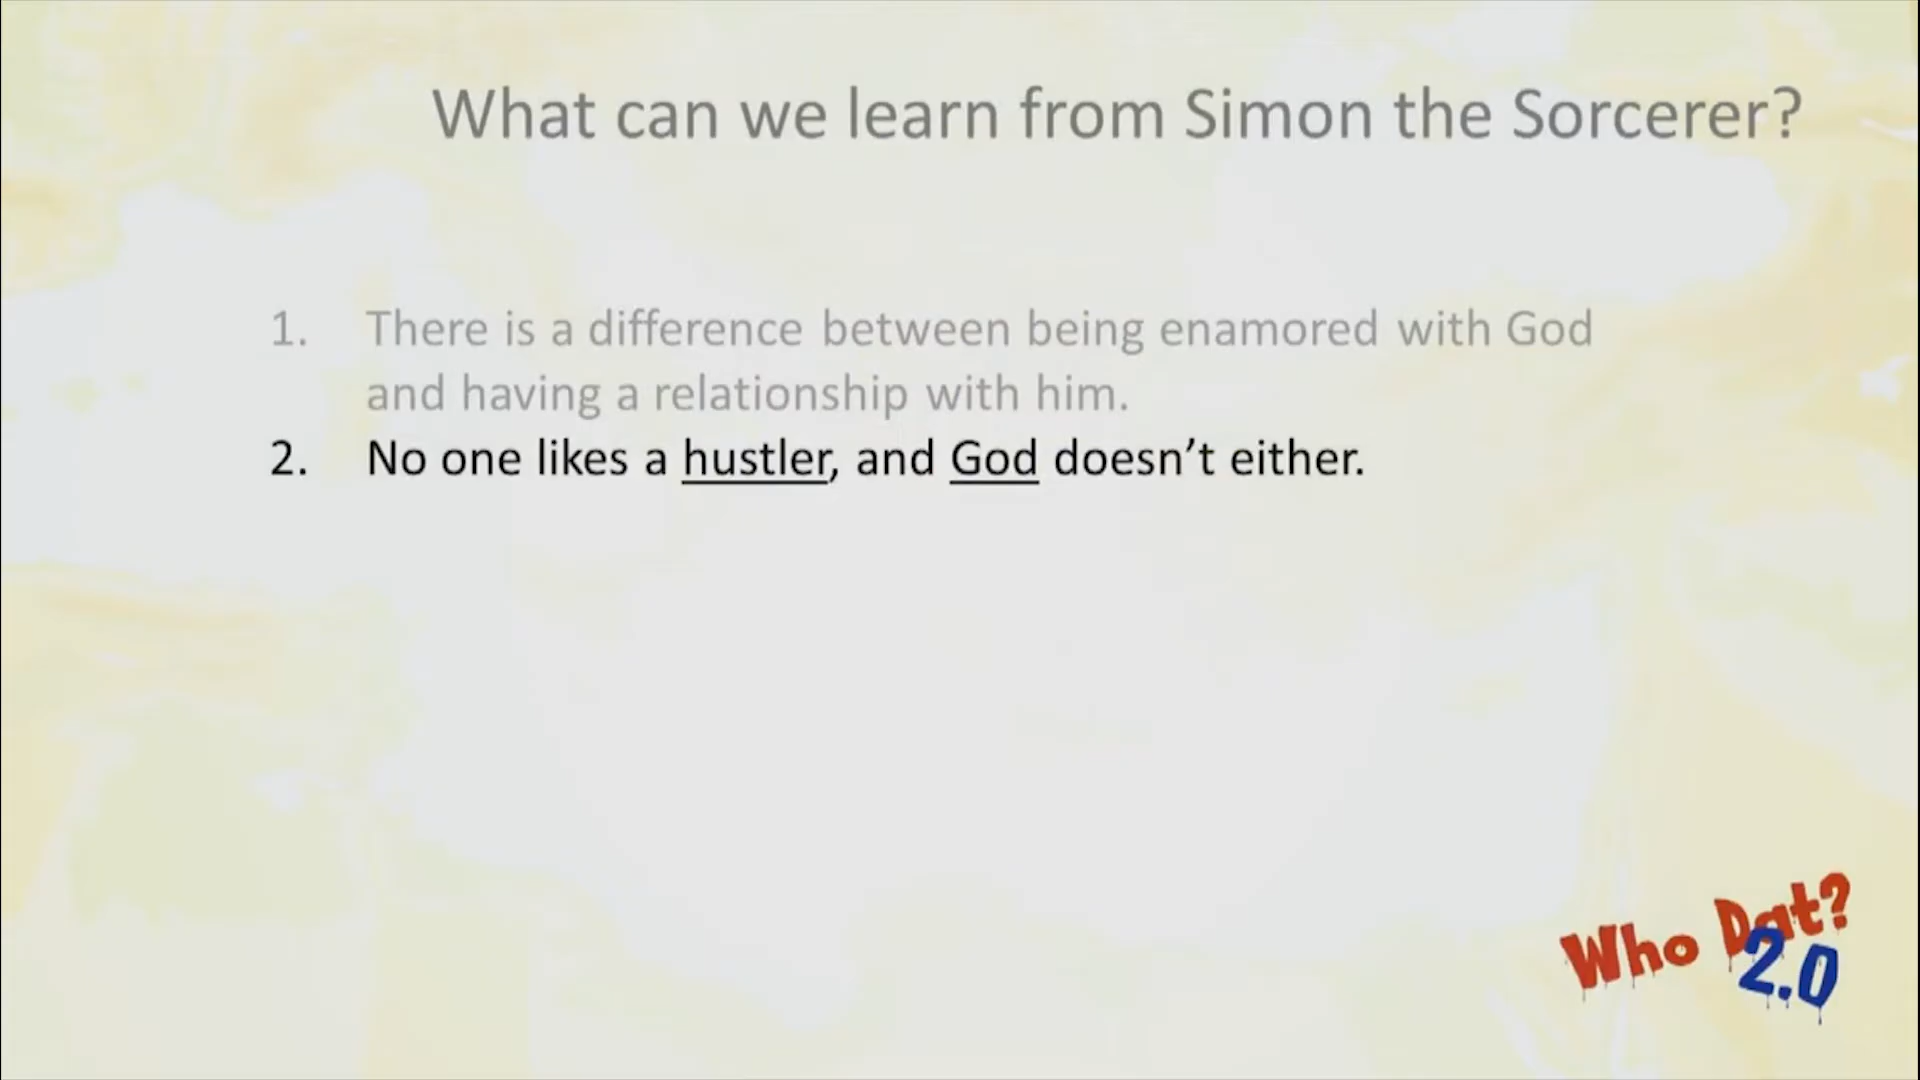 What can we learn from Simon the Sorcerer?
1. There is a difference between being enamored with God
and having a relationship with him.
2. No one likes a hustler, and God doesn’t either.
Who Dat?
2.0